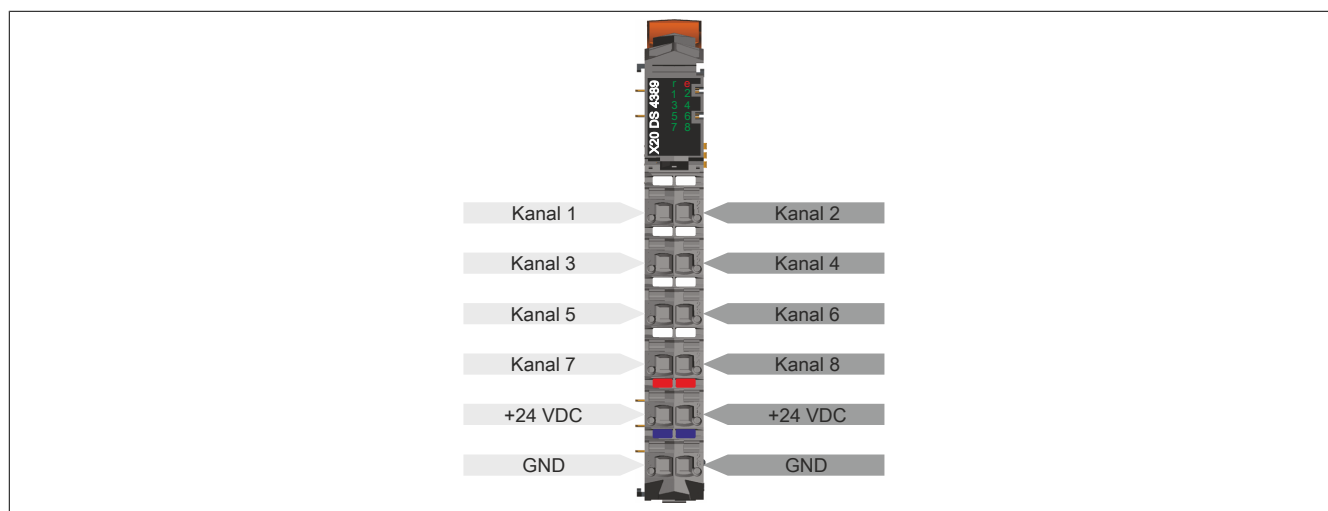 X20 DS 4389
r e
1 2
3 4
5 6
7 8
Kanal 1 Kanal 2
Kanal 3 Kanal 4
Kanal 5 Kanal 6
Kanal 7 Kanal 8
+24 VDC +24 VDC
GND GND